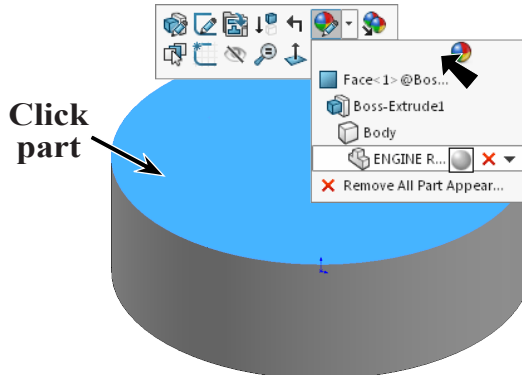 Click
part
Face<1>@Bos...
Boss-Extrude1
Body
ENGINE R...
Remove All Part Appear...